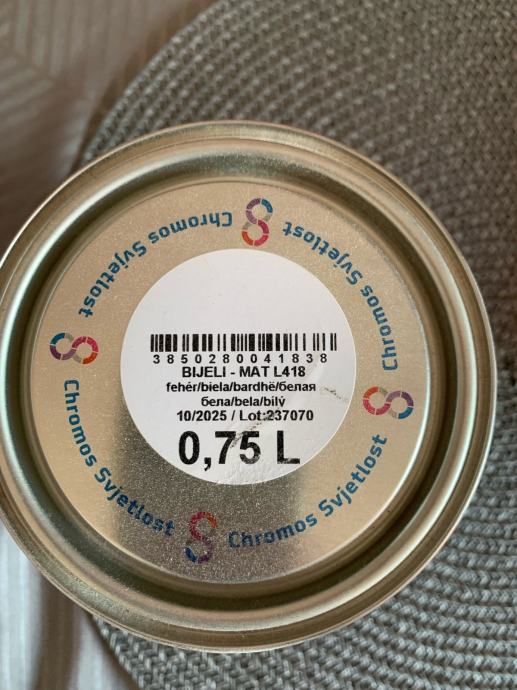 Chromos Svjetlost
Chromos Svjetlost
3850280041838
BIJELI - MAT L418
fehér/biela/bardhë/белая
бела/bela/bilý
10/2025 / Lot:237070
0,75 L
Chromos Svjetlost
Chromos Svjetlost